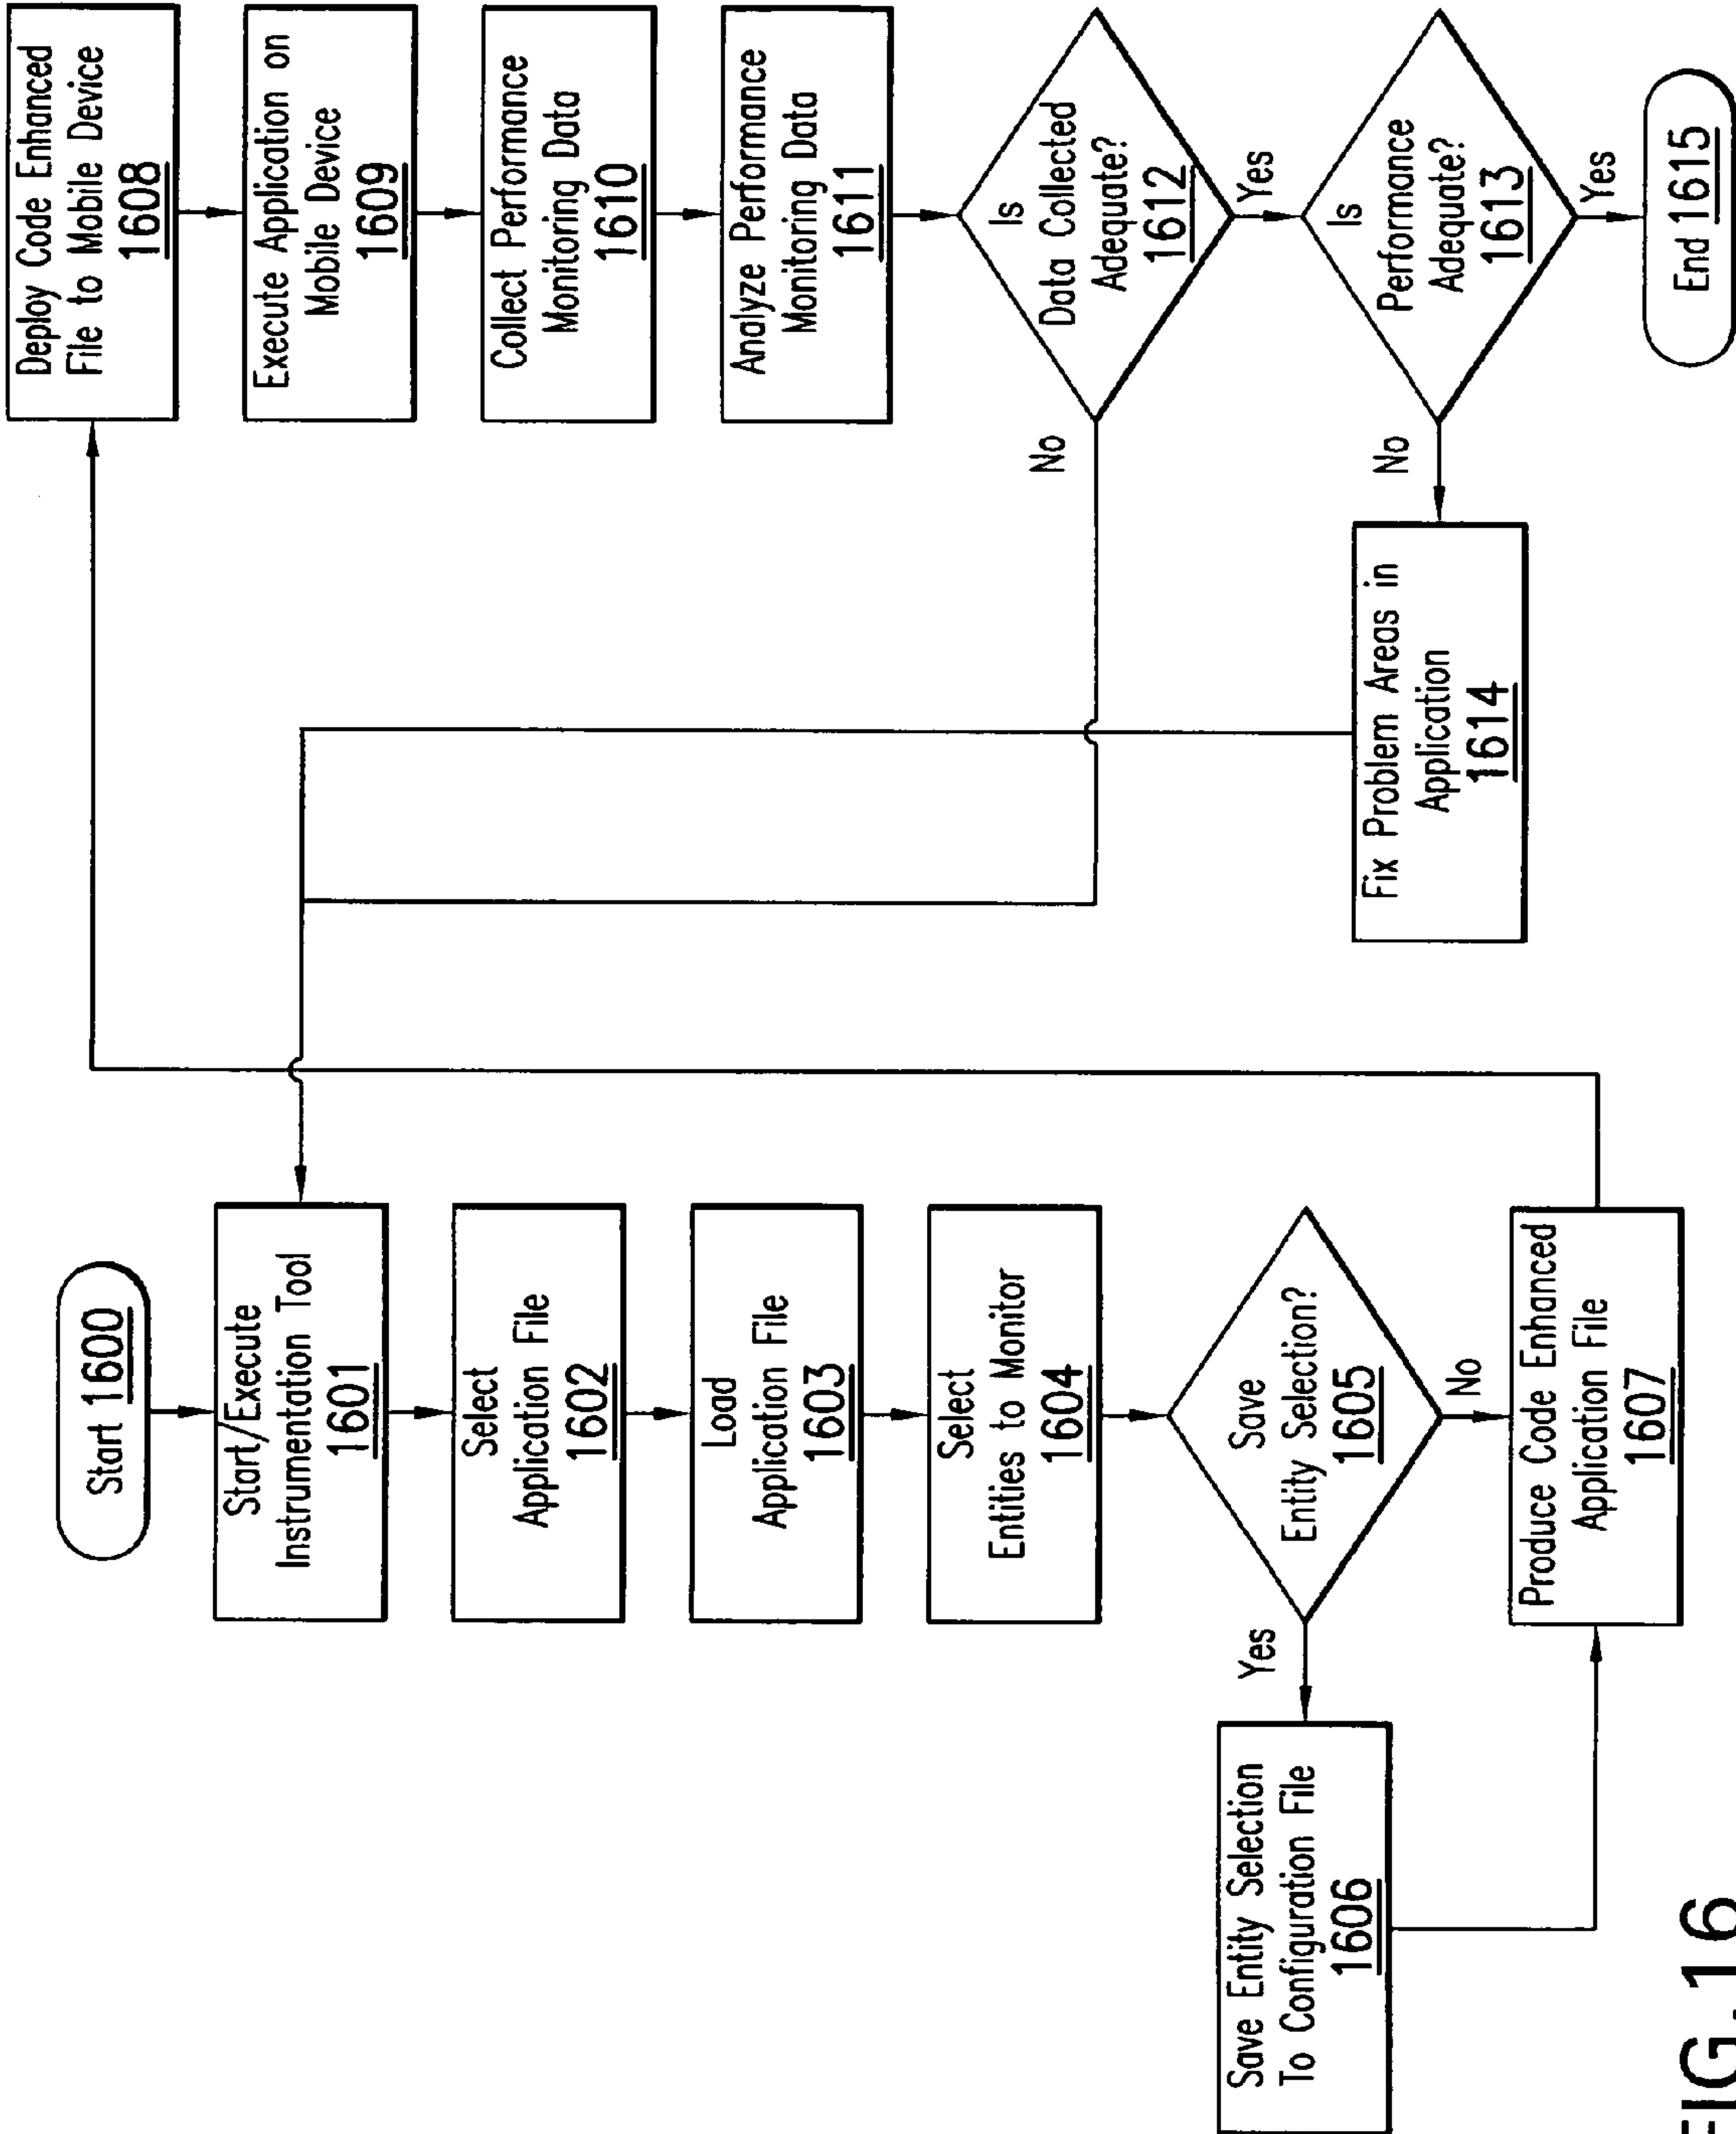 Start 1600
Start/Execute
Instrumentation Tool
1601
Select
Application File
1602
Load
Application File
1603
Select
Entities to Monitor
1604
Save
Entity Selection?
1605
Yes
No
Save Entity Selection
To Configuration File
1606
Produce Code Enhanced
Application File
1607
Deploy Code Enhanced
File to Mobile Device
1608
Execute Application on
Mobile Device
1609
Collect Performance
Monitoring Data
1610
Analyze Performance
Monitoring Data
1611
Is
Data Collected
Adequate?
1612
No
Yes
Is
Performance
Adequate?
1613
No
Yes
Fix Problem Areas in
Application
1614
End 1615
FIG.16